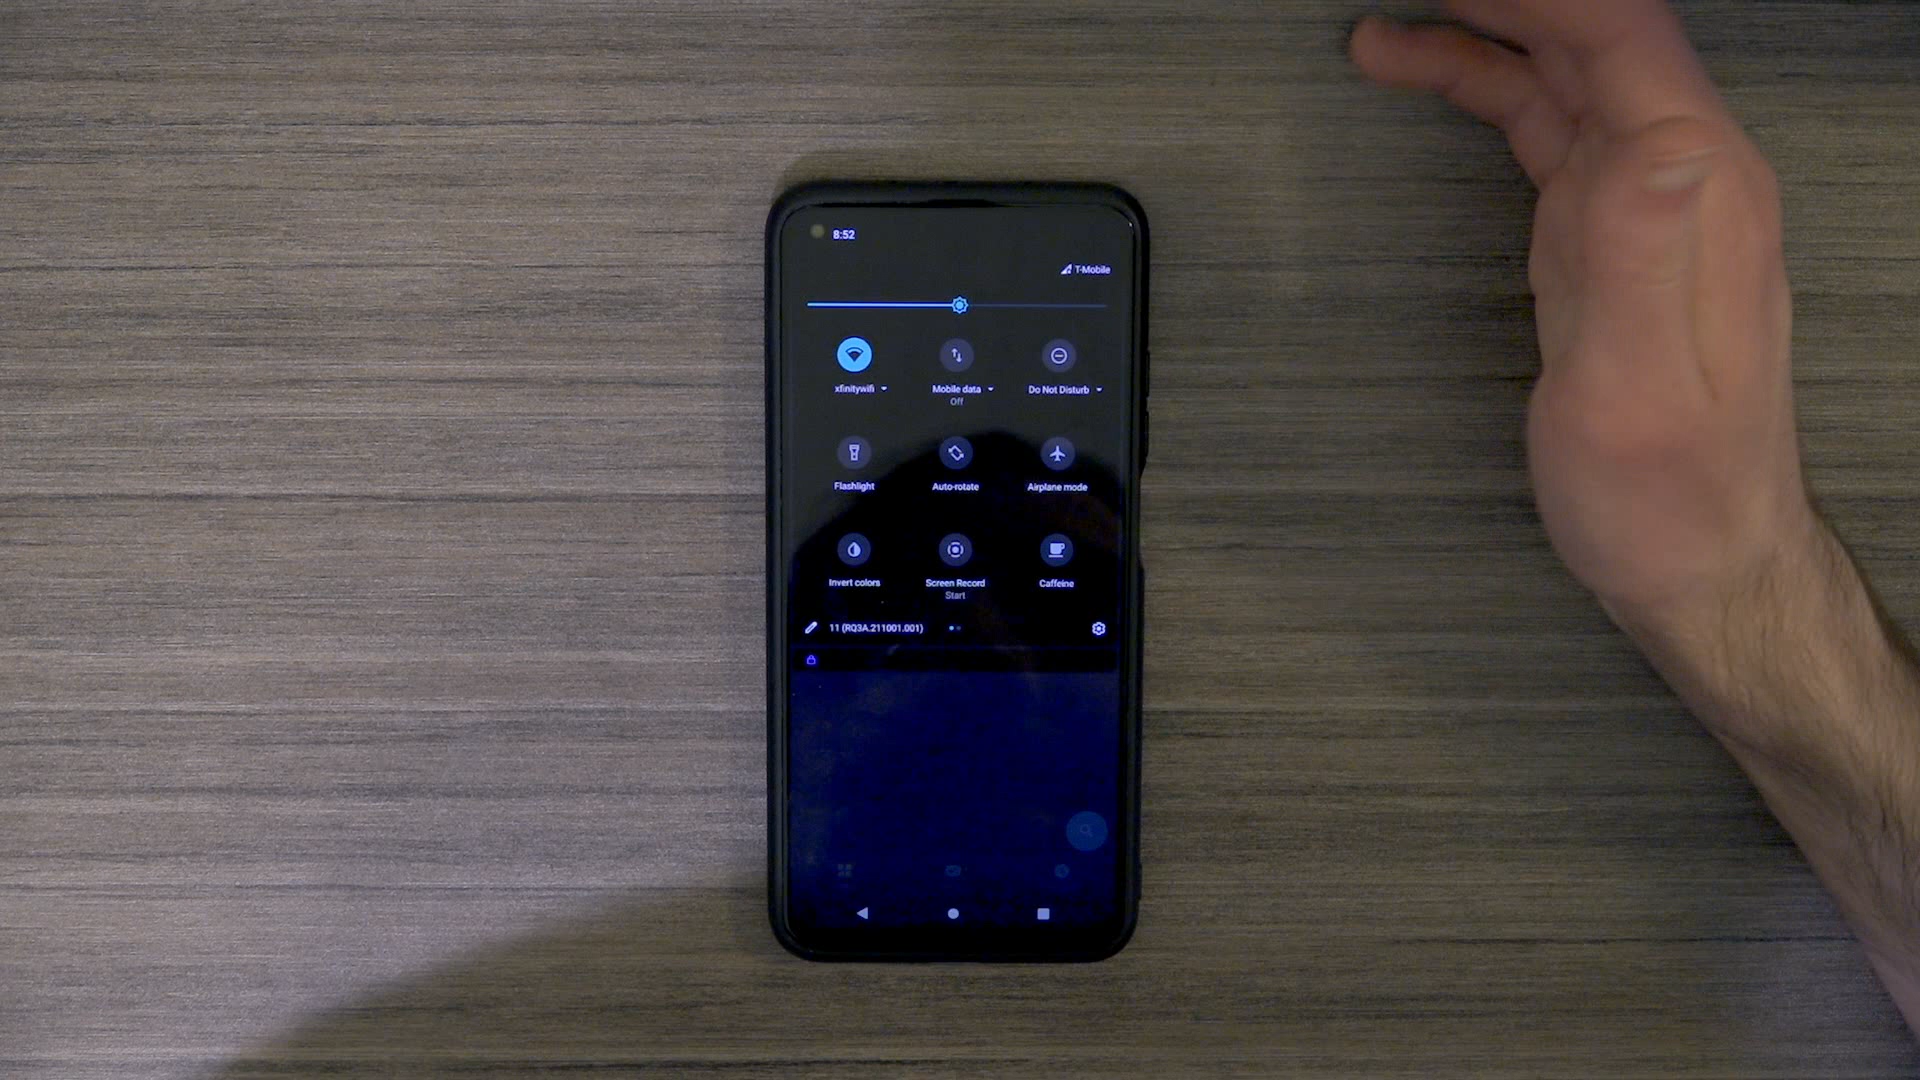 8:52
T-Mobile
xfinitywifi
Mobile data
Off
Do Not Disturb
Flashlight
Auto-rotate
Airplane mode
Invert colors
Screen Record
Start
Caffeine
11 (RQ3A.211001.001)